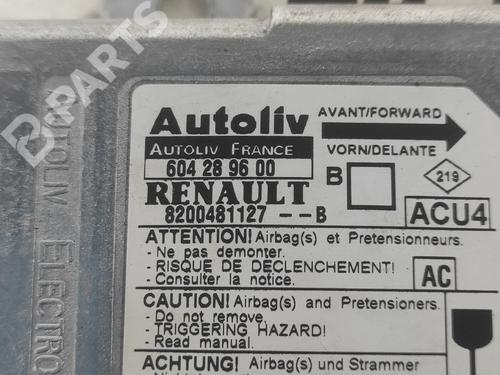 B-PARTS
AUTOLIV ELECTRO
Autoliv
AUTOLIV FRANCE
604 28 96 00
RENAULT
8200481127 --B
AVANT/FORWARD
VORN/DELANTE
B
219
ACU4
ATTENTION! Airbag(s) et Pretensionneurs.
- Ne pas demonter.
- RISQUE DE DECLENCHEMENT!
- Consulter la notice.
AC
CAUTION! Airbag(s) and Pretensioners.
- Do not remove.
- TRIGGERING HAZARD!
- Read manual.
ACHTUNG! Airbag(s) und Strammer